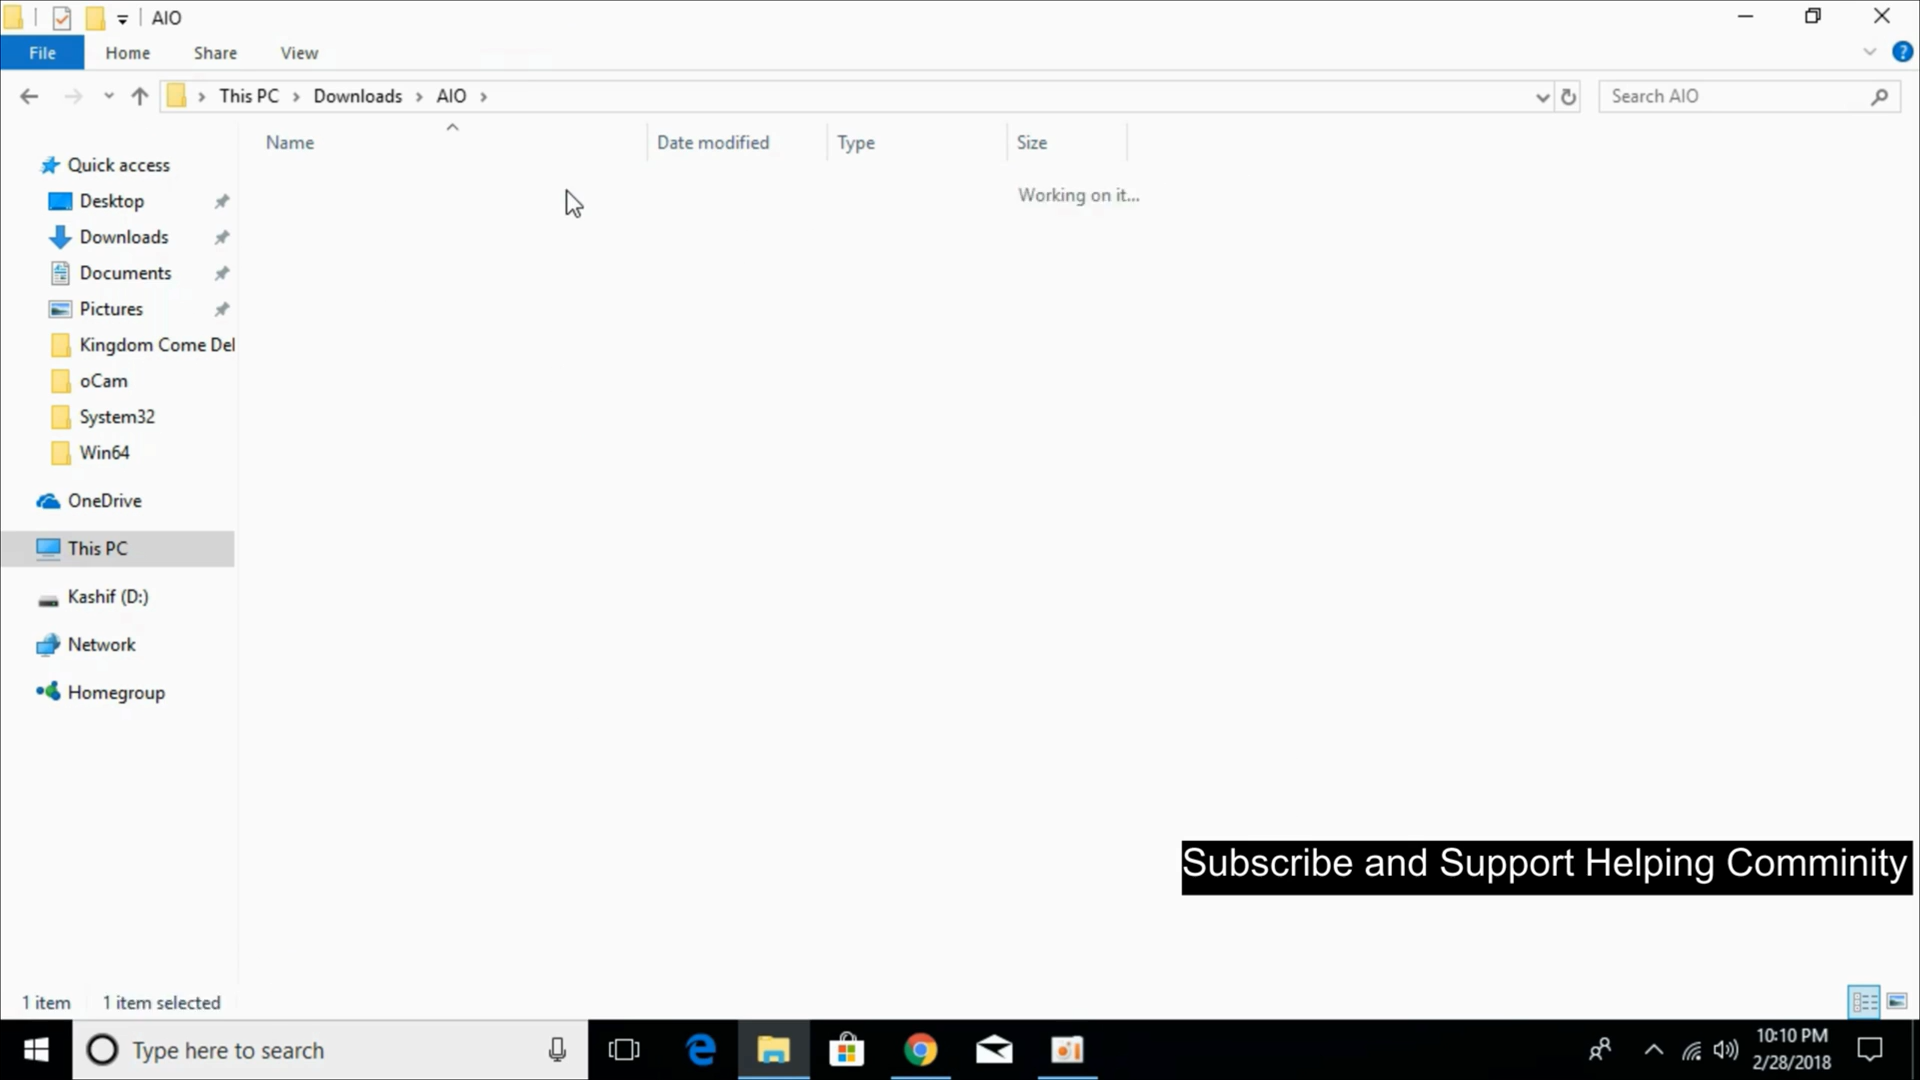 AIO
File Home Share View
This PC Downloads AIO Search AIO
Name Date modified Type Size
Working on it...
Quick access
Desktop
Downloads
Documents
Pictures
Kingdom Come Del
oCam
System32
Win64
OneDrive
This PC
Kashif (D:)
Network
Homegroup
Subscribe and Support Helping Comminity
1 item 1 item selected
Type here to search
10:10 PM
2/28/2018